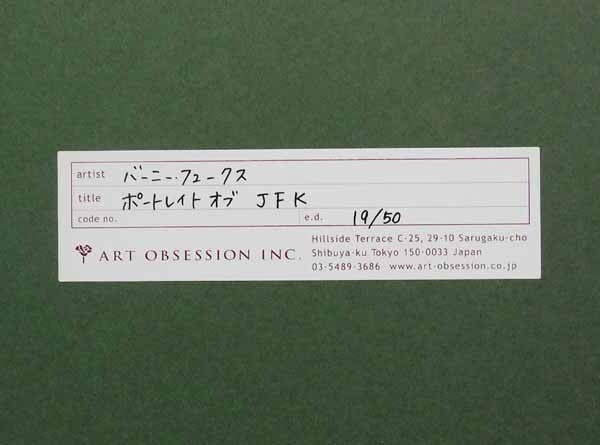 artist バーニー・フュークス
title ポートレイト オブ JFK
code no. e.d. 19/50
ART OBSESSION INC.
Hillside Terrace C-25, 29-10 Sarugaku-cho
Shibuya-ku Tokyo 150-0033 Japan
03-5489-3686 www.art-obsession.co.jp